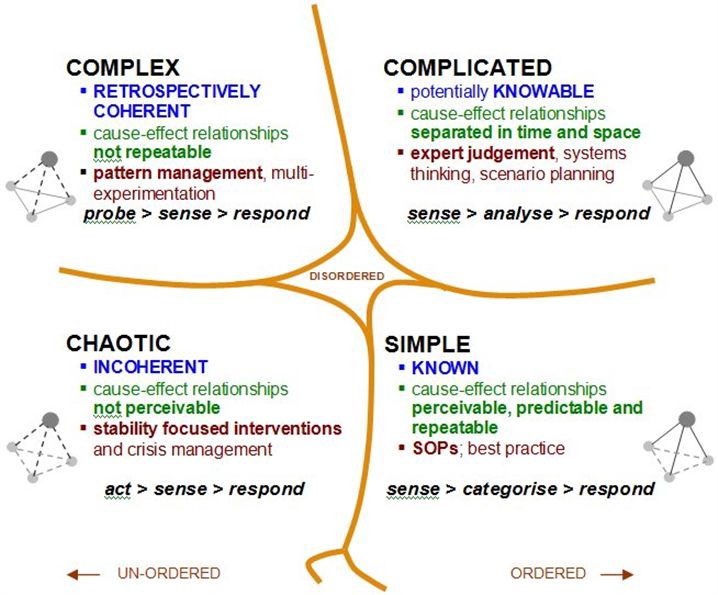 COMPLEX
▪ RETROSPECTIVELY
COHERENT
▪ cause-effect relationships
not repeatable
▪ pattern management, multi-
experimentation
probe > sense > respond
COMPLICATED
▪ potentially KNOWABLE
▪ cause-effect relationships
separated in time and space
▪ expert judgement, systems
thinking, scenario planning
sense > analyse > respond
DISORDERED
CHAOTIC
▪ INCOHERENT
▪ cause-effect relationships
not perceivable
▪ stability focused interventions
and crisis management
act > sense > respond
SIMPLE
▪ KNOWN
▪ cause-effect relationships
perceivable, predictable and
repeatable
▪ SOPs; best practice
sense > categorise > respond
UN-ORDERED
ORDERED